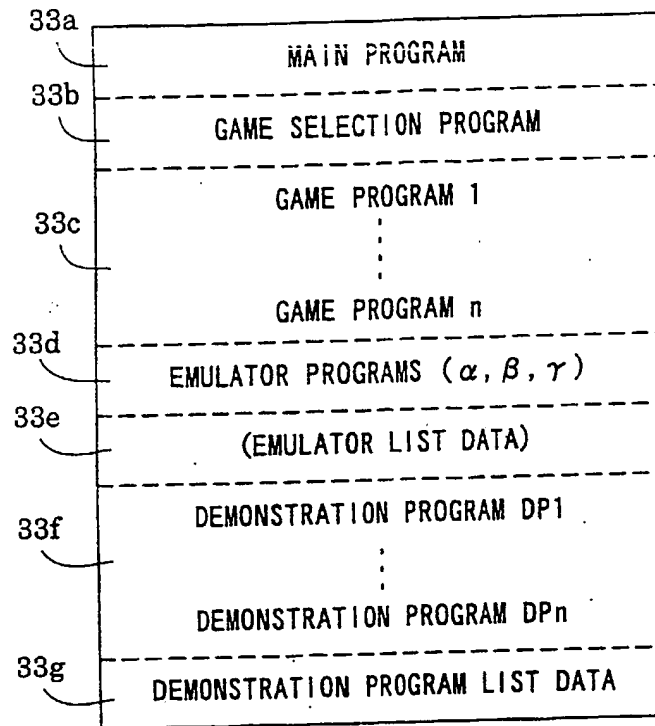 33a
MAIN PROGRAM
33b
GAME SELECTION PROGRAM
GAME PROGRAM 1
33c
GAME PROGRAM n
33d
EMULATOR PROGRAMS (α, β, γ)
33e
(EMULATOR LIST DATA)
DEMONSTRATION PROGRAM DP1
33f
DEMONSTRATION PROGRAM DPn
33g
DEMONSTRATION PROGRAM LIST DATA